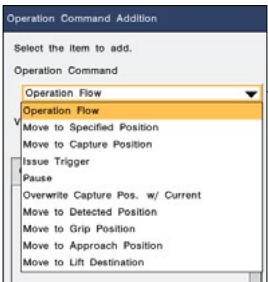 Operation Command Addition
Select the item to add.
Operation Command
Operation Flow
Operation Flow
Move to Specified Position
Move to Capture Position
Issue Trigger
Pause
Overwrite Capture Pos. w/ Current
Move to Detected Position
Move to Grip Position
Move to Approach Position
Move to Lift Destination